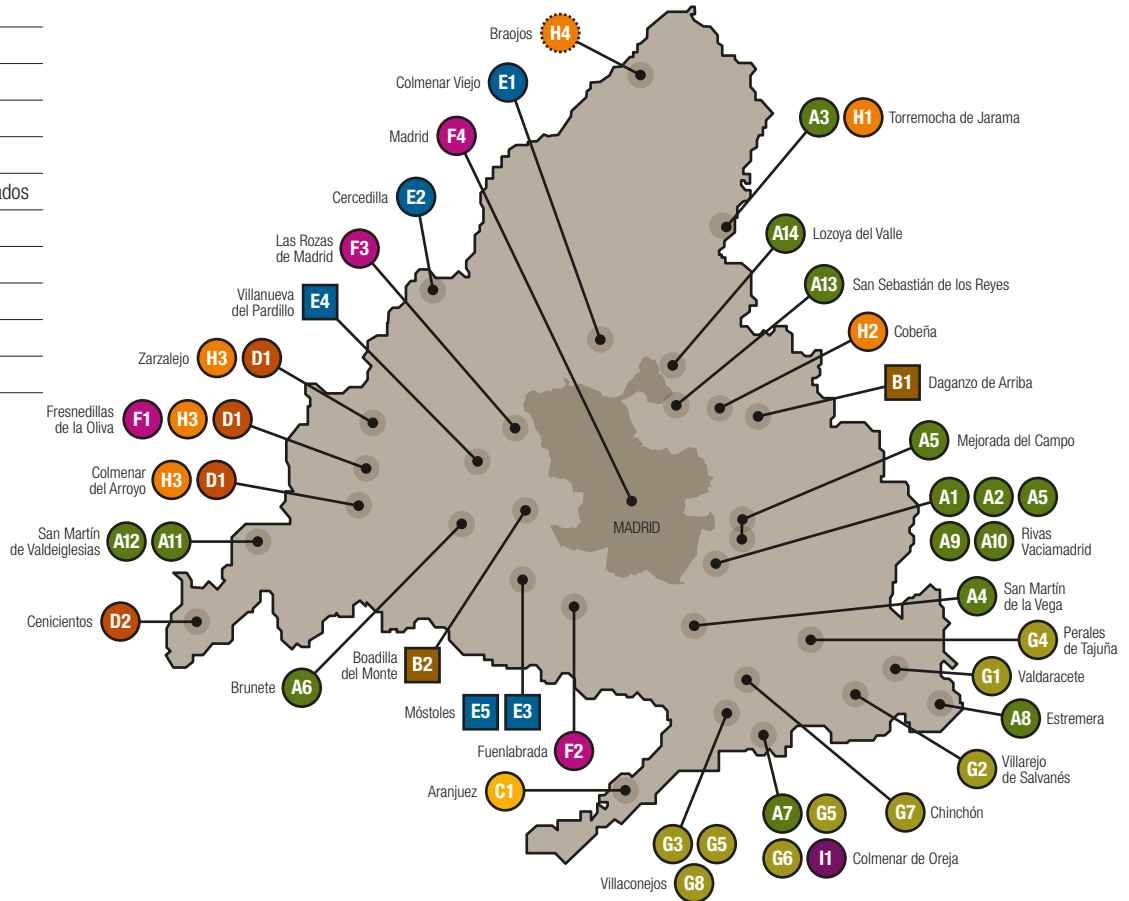 Braojos H4
Colmenar Viejo E1
Madrid F4
A3 H1 Torremocha de Jarama
ados
Cercedilla E2
A14 Lozoya del Valle
Las Rozas
de Madrid F3
A13 San Sebastián de los Reyes
Villanueva
del Pardillo E4
H2 Cobeña
Zarzalejo H3 D1
B1 Daganzo de Arriba
Fresnedillas
de la Oliva F1 H3 D1
A5 Mejorada del Campo
Colmenar
del Arroyo H3 D1
A1 A2 A5
A9 A10 Rivas
Vaciamadrid
MADRID
San Martín
de Valdeiglesias A12 A11
A4 San Martín
de la Vega
Cenicientos D2
G4 Perales
de Tajuña
Boadilla
del Monte B2
G1 Valdaracete
Brunete A6
Móstoles E5 E3
A8 Estremera
Fuenlabrada F2
G2 Villarejo
de Salvanés
Aranjuez C1
G7 Chinchón
A7 G5
G6 I1 Colmenar de Oreja
G3 G5
Villaconejos G8